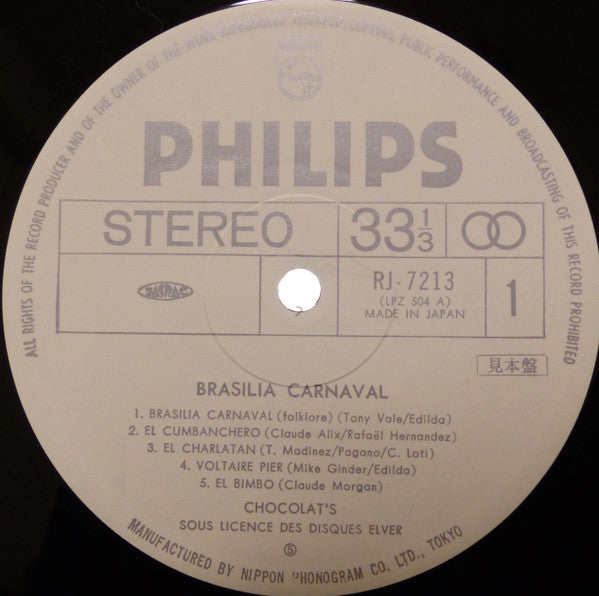 ALL RIGHTS OF THE RECORD PRODUCER AND OF THE OWNER OF THE WORK REPRODUCED RESERVED. COPYING, PUBLIC PERFORMANCE AND BROADCASTING OF THIS RECORD PROHIBITED
PHILIPS
PHILIPS
STEREO 33 1/3
RJ-7213
(LPZ 504 A)
MADE IN JAPAN
1
見本盤
BRASILIA CARNAVAL
1. BRASILIA CARNAVAL (folklore) (Tony Vale/Edilda)
2. EL CUMBANCHERO (Claude Alix/Rafaël Hernandez)
3. EL CHARLATAN (T. Madinez/Pagano/C. Loti)
4. VOLTAIRE PIER (Mike Ginder/Edilda)
5. EL BIMBO (Claude Morgan)
CHOCOLAT'S
SOUS LICENCE DES DISQUES ELVER
Ⓢ
MANUFACTURED BY NIPPON PHONOGRAM CO. LTD., TOKYO